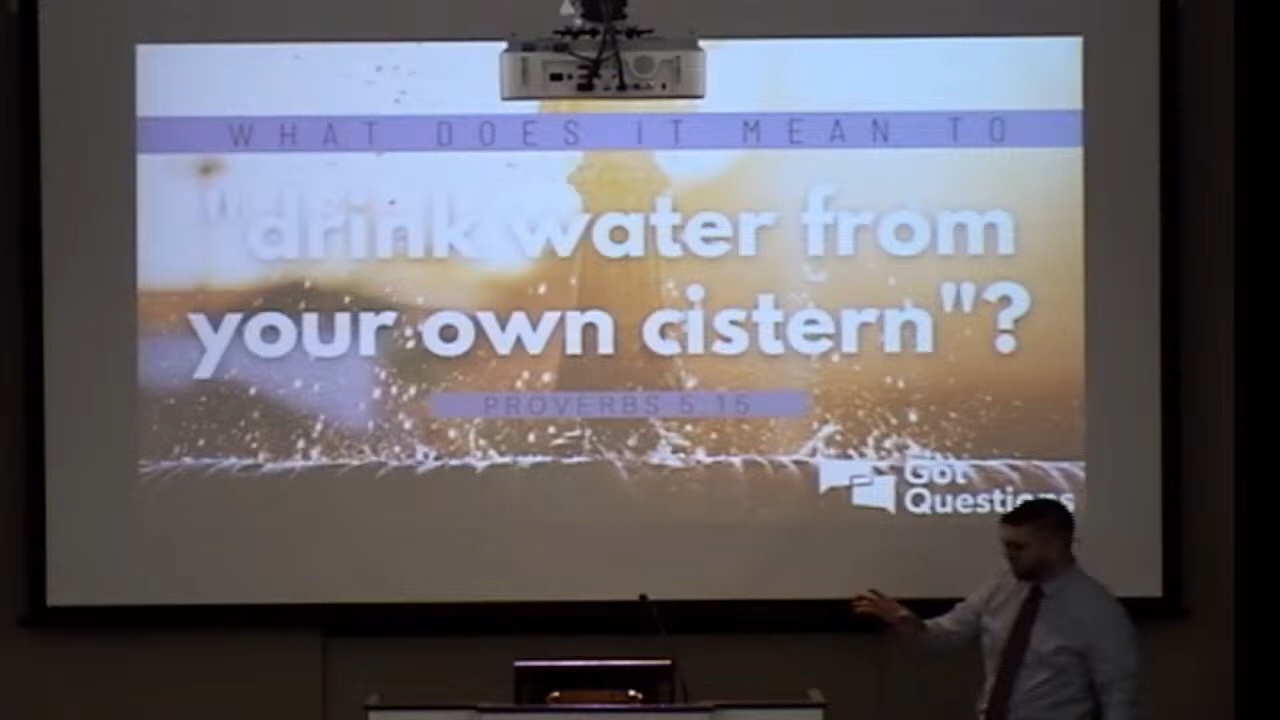 WHAT DOES IT MEAN TO
"drink water from
your own cistern"?
PROVERBS 5:15
Got
Questions